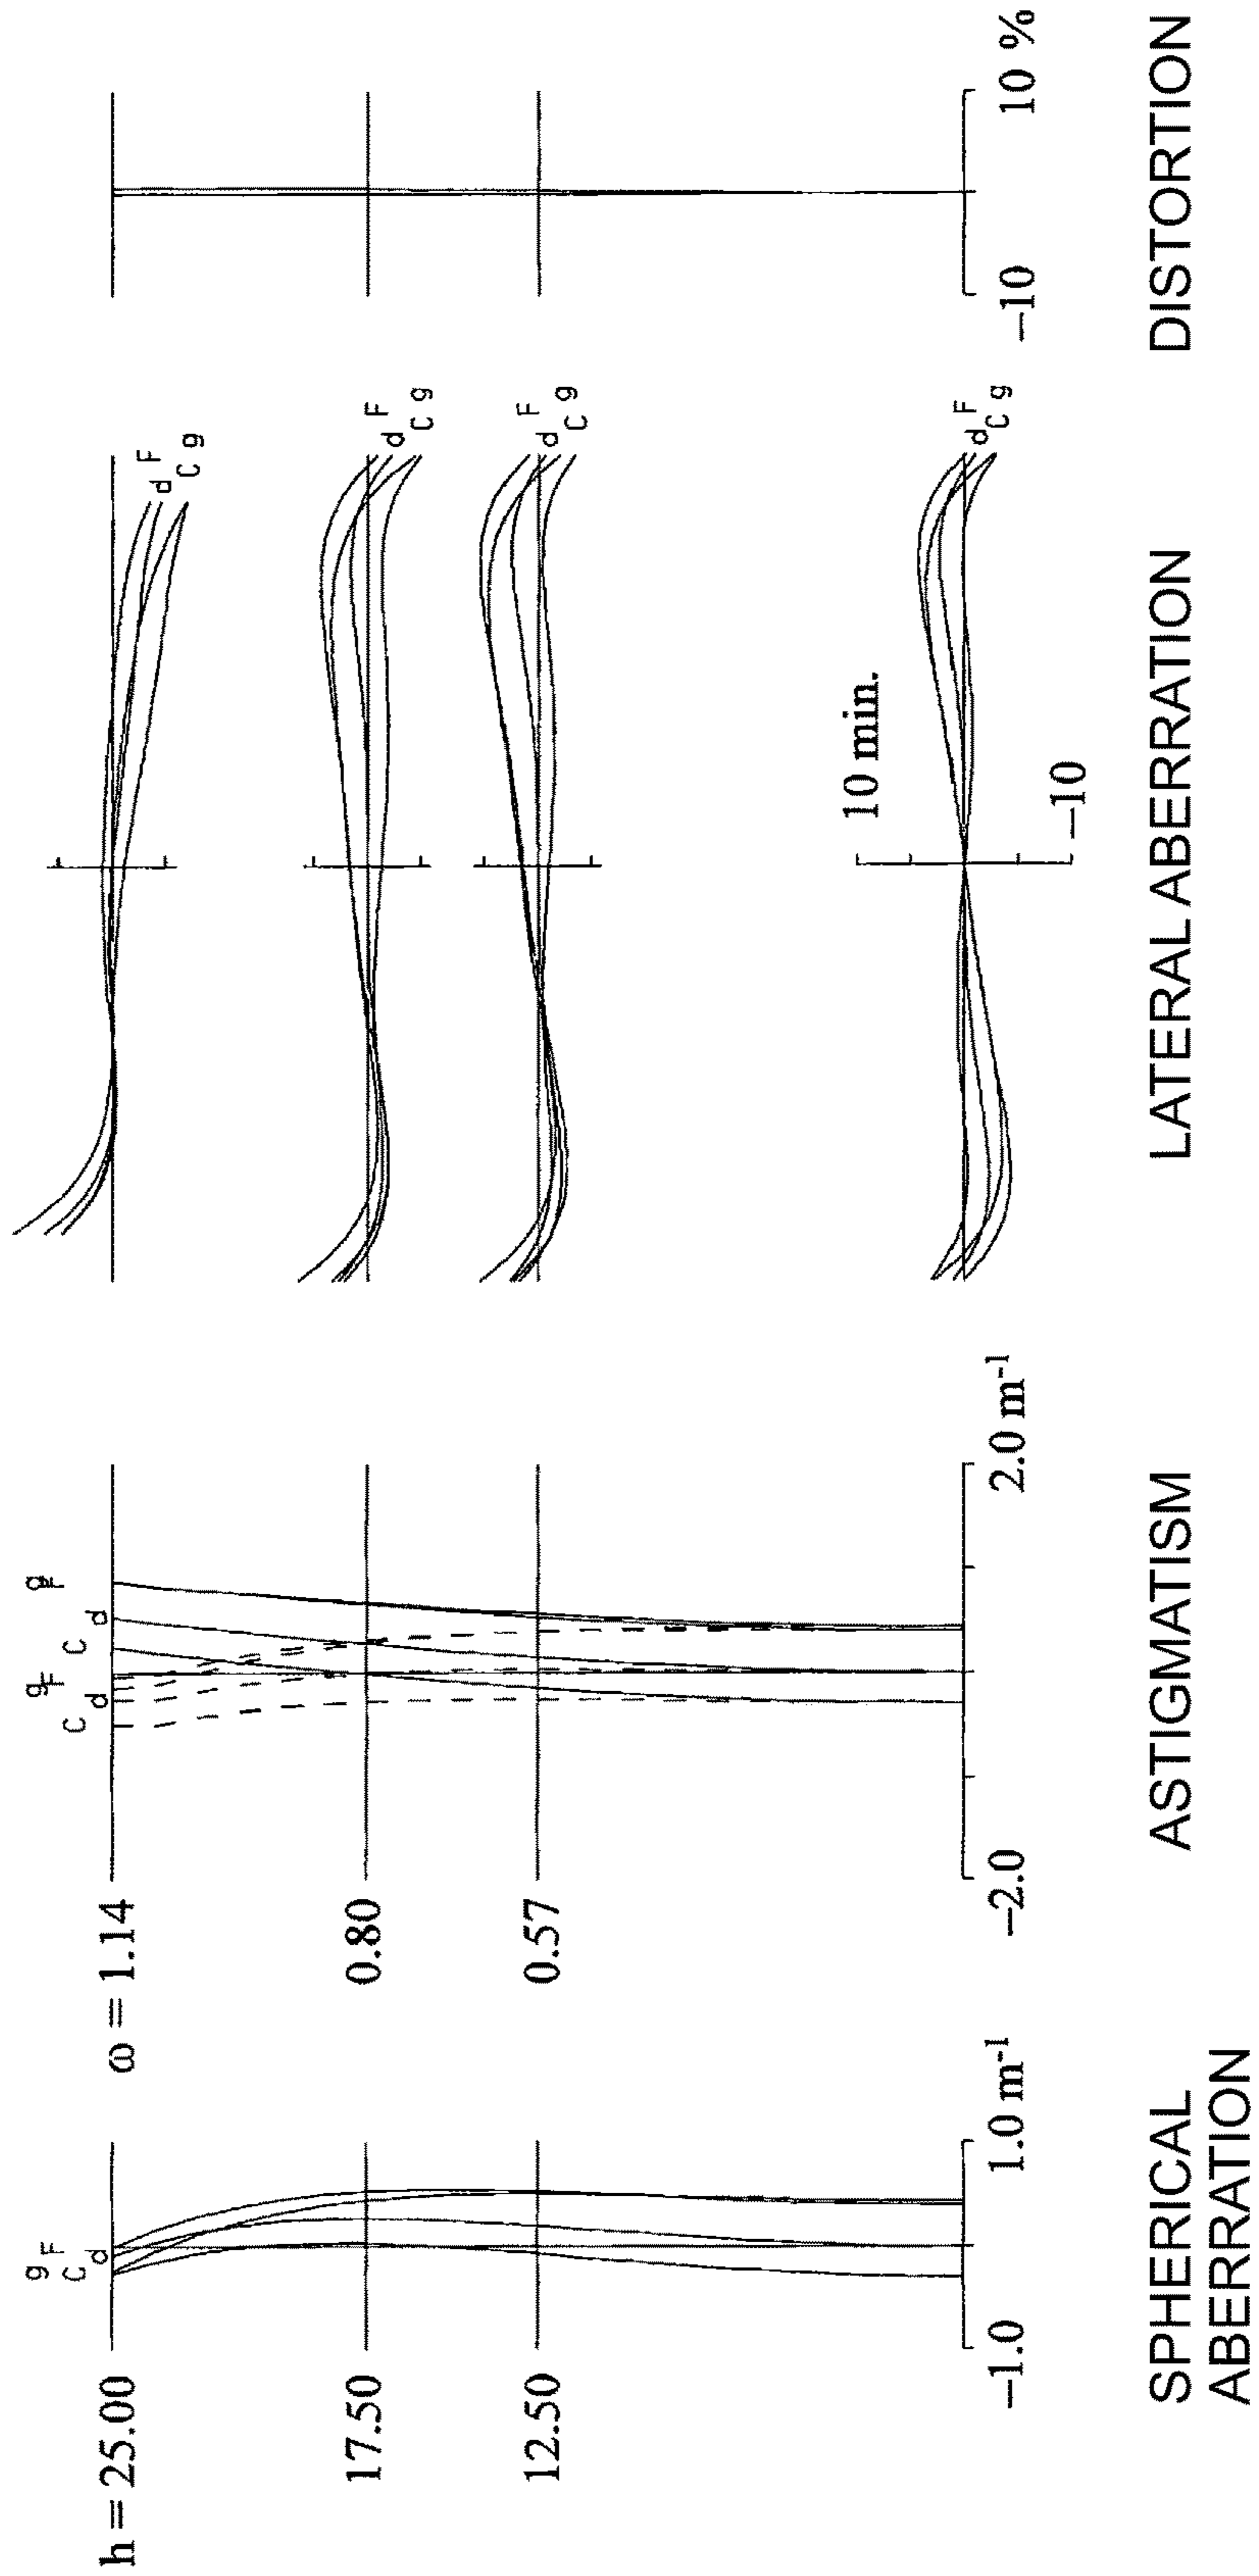 g
F
C
d
h = 25.00
17.50
12.50
−1.0
1.0 m⁻¹
SPHERICAL
ABERRATION
g
F
g
F
C
C
d
d
ω = 1.14
0.80
0.57
−2.0
2.0 m⁻¹
ASTIGMATISM
F
d
C
g
F
d
C
g
F
d
C
g
10 min.
F
d
C
g
−10
LATERAL ABERRATION
−10
10 %
DISTORTION